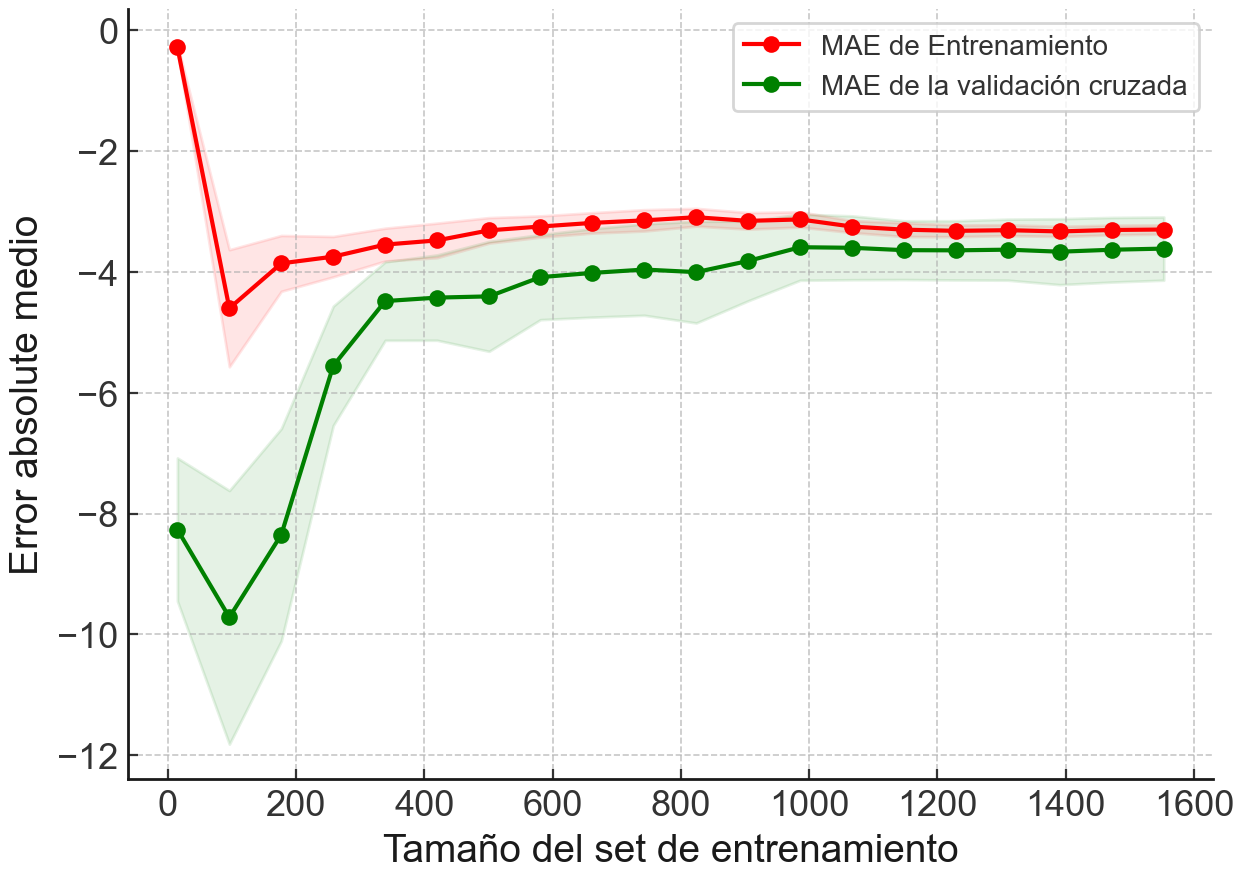 MAE de Entrenamiento
MAE de la validación cruzada
0
−2
−4
−6
−8
−10
−12
Error absolute medio
0 200 400 600 800 1000 1200 1400 1600
Tamaño del set de entrenamiento